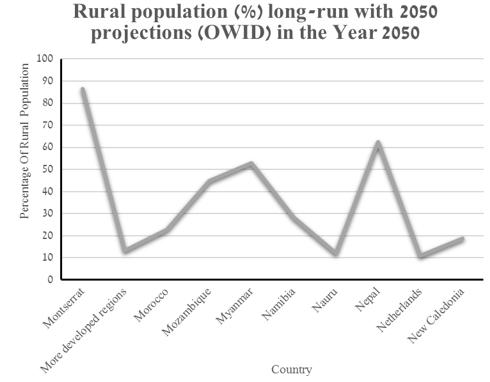 Rural population (%) long-run with 2050
projections (OWID) in the Year 2050
Percentage Of Rural Population
100
90
80
70
60
50
40
30
20
10
0
Montserrat
More developed regions
Morocco
Mozambique
Myanmar
Namibia
Nauru
Nepal
Netherlands
New Caledonia
Country